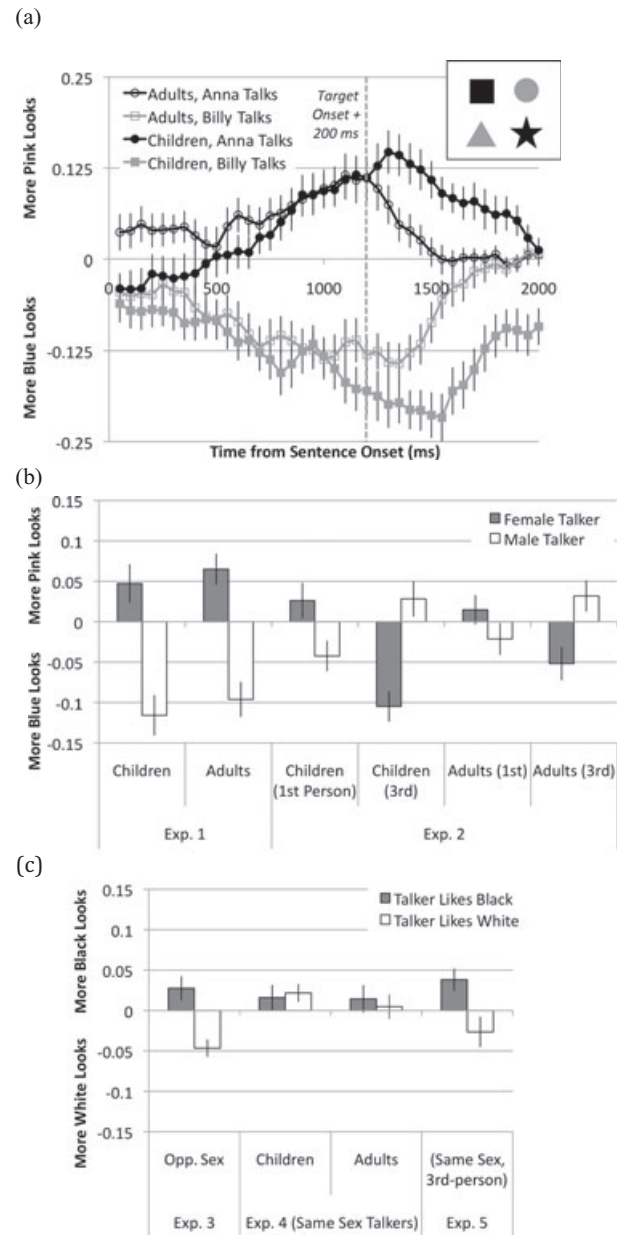 (a)
0.25
0.125
0
-0.125
-0.25
More Pink Looks
More Blue Looks
Adults, Anna Talks
Adults, Billy Talks
Children, Anna Talks
Children, Billy Talks
Target
Onset +
200 ms
0
500
1000
1500
2000
Time from Sentence Onset (ms)
(b)
0.15
0.1
0.05
0
-0.05
-0.1
-0.15
More Pink Looks
More Blue Looks
Female Talker
Male Talker
Children
Adults
Children
(1st Person)
Children
(3rd)
Adults (1st)
Adults (3rd)
Exp. 1
Exp. 2
(c)
0.15
0.1
0.05
0
-0.05
-0.1
-0.15
More Black Looks
More White Looks
Talker Likes Black
Talker Likes White
Opp. Sex
Children
Adults
(Same Sex,
3rd-person)
Exp. 3
Exp. 4 (Same Sex Talkers)
Exp. 5